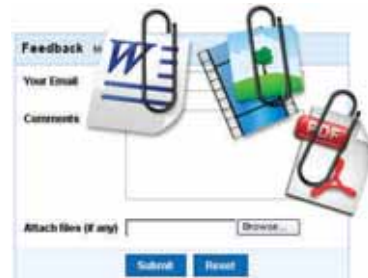 Feedback
W
Your Email
PDF
Comments
Attach files (if any) Browse...
Submit Reset